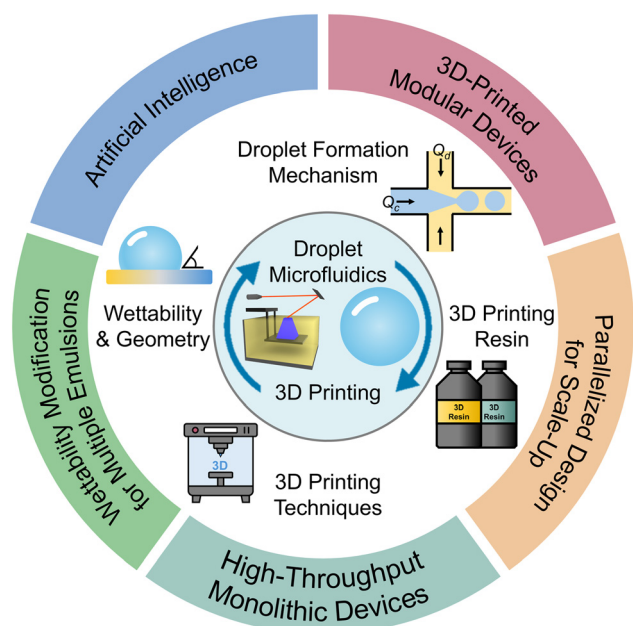 Artificial Intelligence
3D-Printed
Modular Devices
Droplet Formation
Mechanism
Q_d
Q_c
Droplet
Microfluidics
Wettability
& Geometry
3D Printing
Resin
3D
Resin
3D
Resin
3D Printing
3D
3D Printing
Techniques
Wettability Modification
for Multiple Emulsions
Parallelized Design
for Scale-Up
High-Throughput
Monolithic Devices